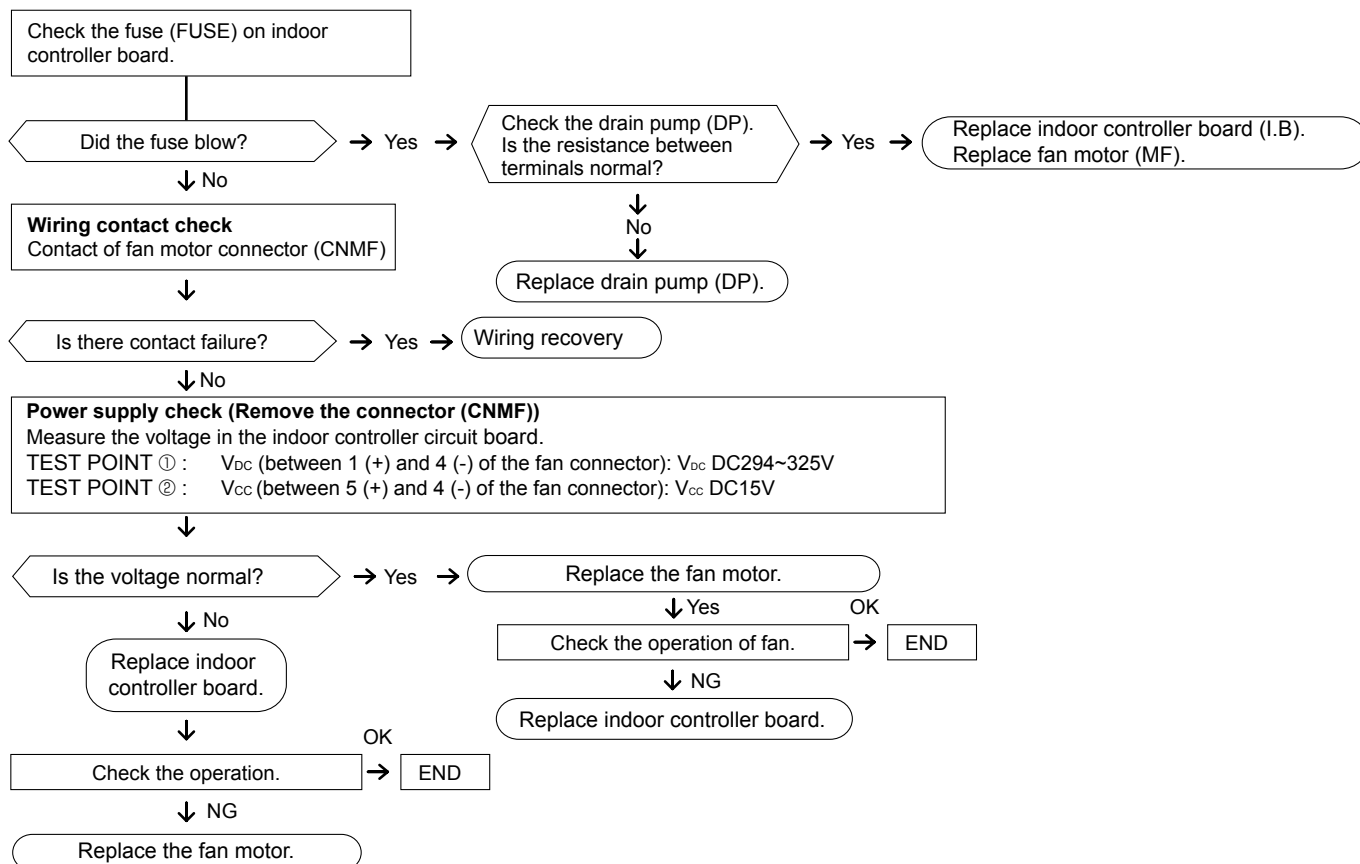 Check the fuse (FUSE) on indoor
controller board.
Did the fuse blow?
Yes
Check the drain pump (DP).
Is the resistance between
terminals normal?
Yes
Replace indoor controller board (I.B).
Replace fan motor (MF).
No
No
Replace drain pump (DP).
Wiring contact check
Contact of fan motor connector (CNMF)
Is there contact failure?
Yes
Wiring recovery
No
Power supply check (Remove the connector (CNMF))
Measure the voltage in the indoor controller circuit board.
TEST POINT ① : VDC (between 1 (+) and 4 (-) of the fan connector): VDC DC294~325V
TEST POINT ② : VCC (between 5 (+) and 4 (-) of the fan connector): VCC DC15V
Is the voltage normal?
Yes
Replace the fan motor.
Yes
OK
Check the operation of fan.
END
NG
Replace indoor controller board.
No
Replace indoor
controller board.
OK
Check the operation.
END
NG
Replace the fan motor.